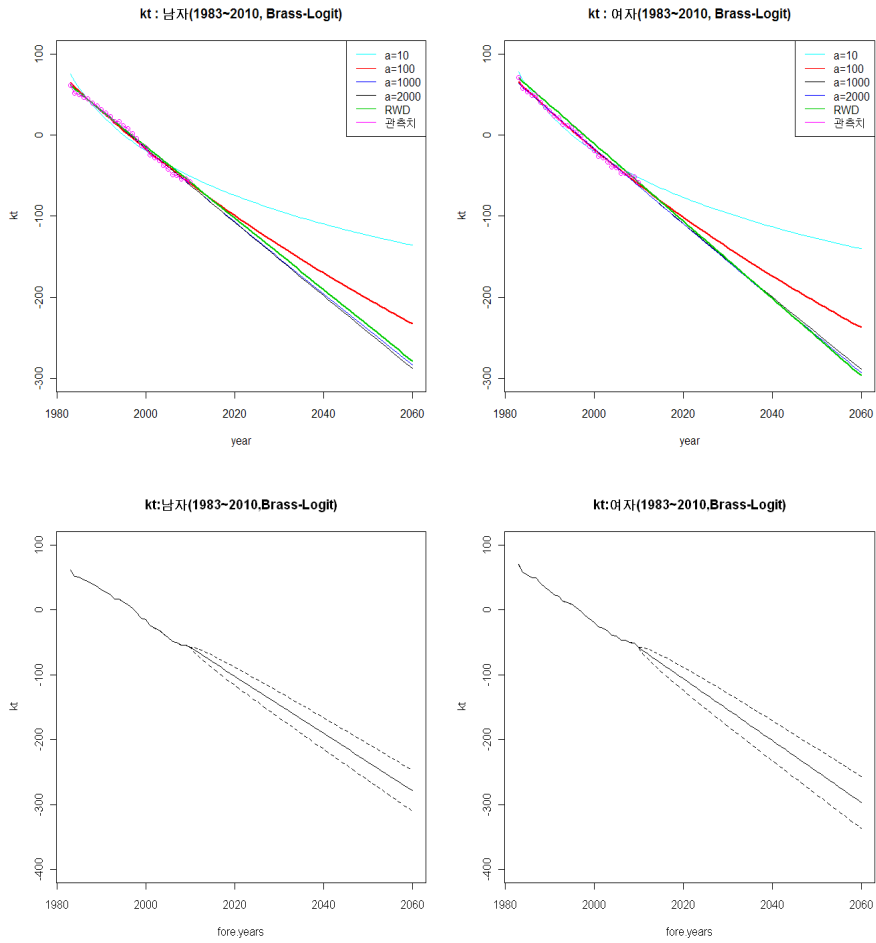 kt : 남자(1983~2010, Brass-Logit)
100
0
-100
-200
-300
kt
1980
2000
2020
2040
2060
year
a=10
a=100
a=1000
a=2000
RWD
관측치
kt : 여자(1983~2010, Brass-Logit)
100
0
-100
-200
-300
kt
1980
2000
2020
2040
2060
year
a=10
a=100
a=1000
a=2000
RWD
관측치
kt:남자(1983~2010,Brass-Logit)
100
0
-100
-200
-300
-400
kt
1980
2000
2020
2040
2060
fore.years
kt:여자(1983~2010,Brass-Logit)
100
0
-100
-200
-300
-400
kt
1980
2000
2020
2040
2060
fore.years